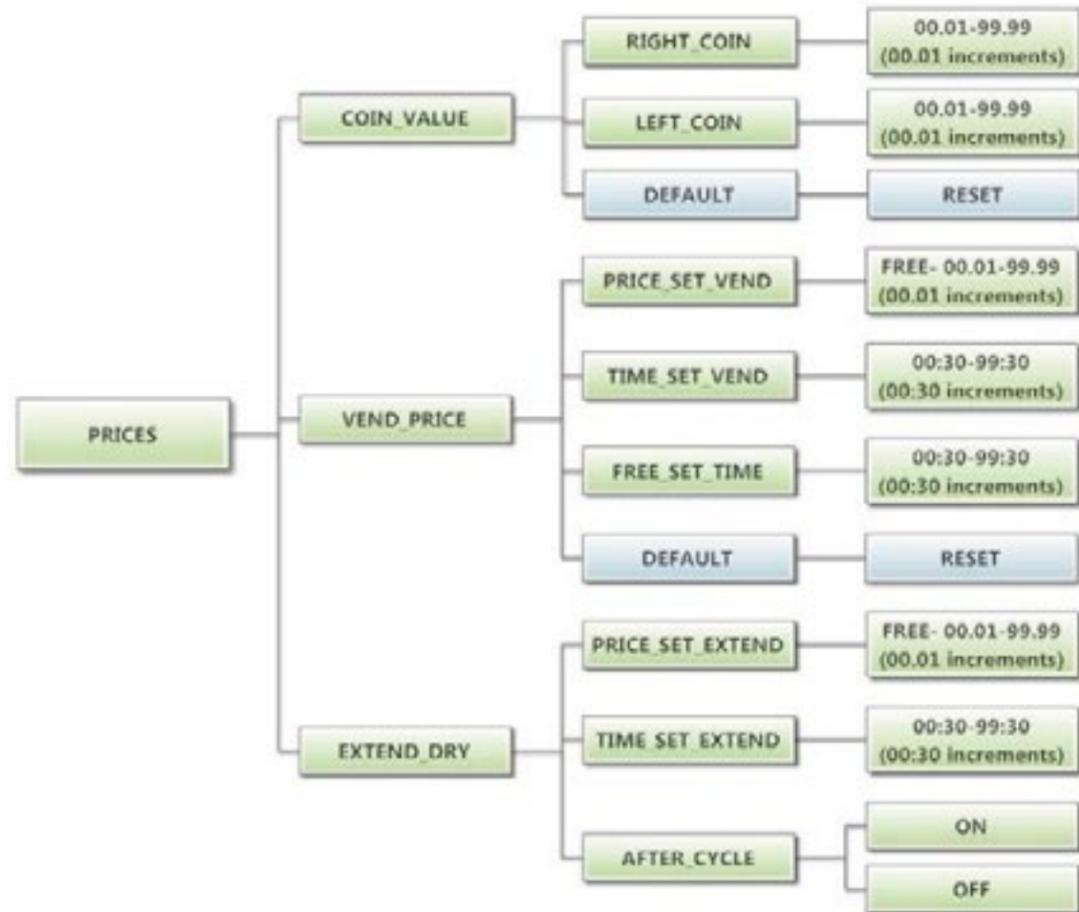 RIGHT_COIN
00.01-99.99
(00.01 increments)
COIN_VALUE
LEFT_COIN
00.01-99.99
(00.01 increments)
DEFAULT
RESET
PRICE_SET_VEND
FREE- 00.01-99.99
(00.01 increments)
TIME_SET_VEND
00:30-99:30
(00:30 increments)
PRICES
VEND_PRICE
FREE_SET_TIME
00:30-99:30
(00:30 increments)
DEFAULT
RESET
PRICE_SET_EXTEND
FREE- 00.01-99.99
(00.01 increments)
EXTEND_DRY
TIME SET EXTEND
00:30-99:30
(00:30 increments)
AFTER_CYCLE
ON
OFF